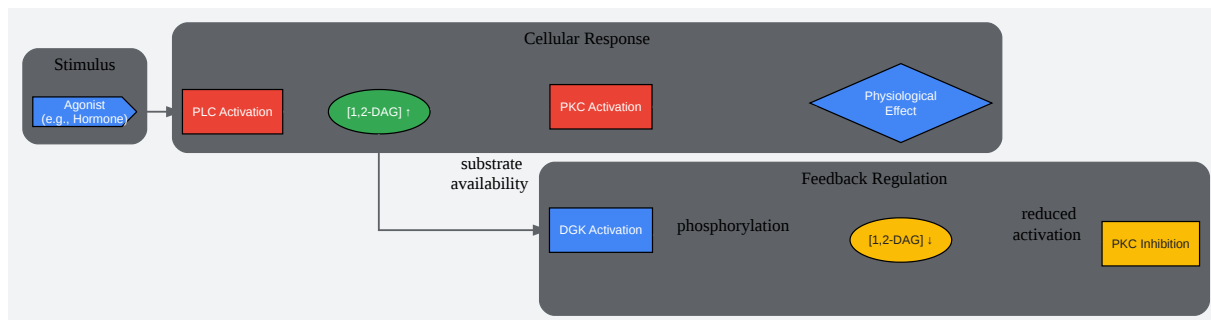 Cellular Response
Stimulus
Agonist
(e.g., Hormone)
PLC Activation
[1,2-DAG] ↑
PKC Activation
Physiological
Effect
substrate
availability
Feedback Regulation
DGK Activation
phosphorylation
[1,2-DAG] ↓
reduced
activation
PKC Inhibition